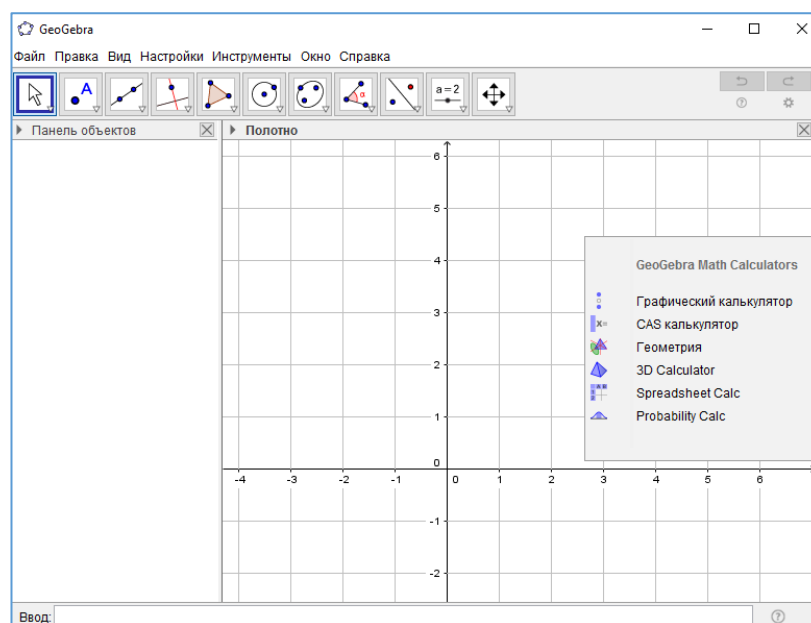 GeoGebra
Файл Правка Вид Настройки Инструменты Окно Справка
A α a=2
Панель объектов Полотно
6
5
4
3
2
1
0
-4 -3 -2 -1 0 1 2 3 4 5 6
-1
-2
GeoGebra Math Calculators
Графический калькулятор
x= CAS калькулятор
Геометрия
3D Calculator
Spreadsheet Calc
Probability Calc
Ввод: